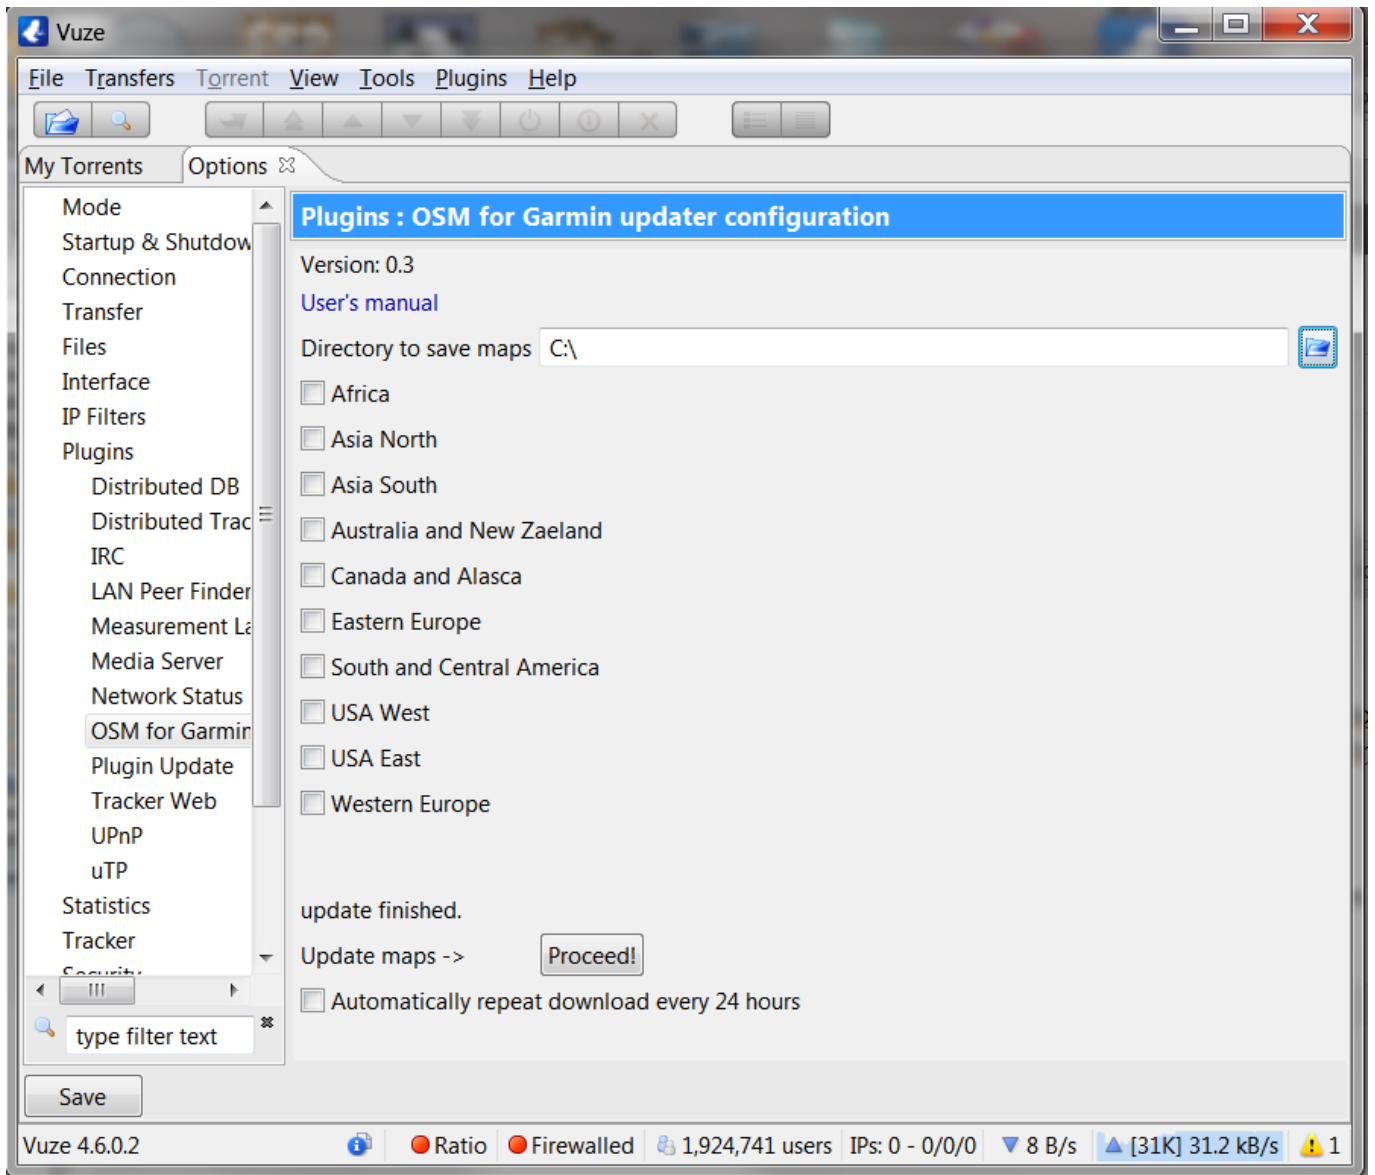 Vuze
File Transfers Torrent View Tools Plugins Help
My Torrents Options
Mode
Startup & Shutdow
Connection
Transfer
Files
Interface
IP Filters
Plugins
Distributed DB
Distributed Trac
IRC
LAN Peer Finder
Measurement La
Media Server
Network Status
OSM for Garmin
Plugin Update
Tracker Web
UPnP
uTP
Statistics
Tracker
Security
type filter text
Plugins : OSM for Garmin updater configuration
Version: 0.3
User's manual
Directory to save maps C:\
Africa
Asia North
Asia South
Australia and New Zaeland
Canada and Alasca
Eastern Europe
South and Central America
USA West
USA East
Western Europe
update finished.
Update maps -> Proceed!
Automatically repeat download every 24 hours
Save
Vuze 4.6.0.2 Ratio Firewalled 1,924,741 users IPs: 0 - 0/0/0 8 B/s [31K] 31.2 kB/s 1